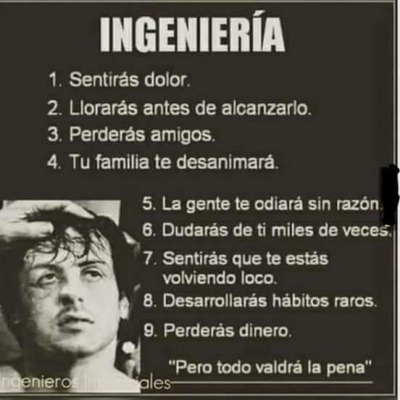 INGENIERÍA
1. Sentirás dolor.
2. Llorarás antes de alcanzarlo.
3. Perderás amigos.
4. Tu familia te desanimará.
5. La gente te odiará sin razón.
6. Dudarás de ti miles de veces.
7. Sentirás que te estás
volviendo loco.
8. Desarrollarás hábitos raros.
9. Perderás dinero.
"Pero todo valdrá la pena"
ngenieros